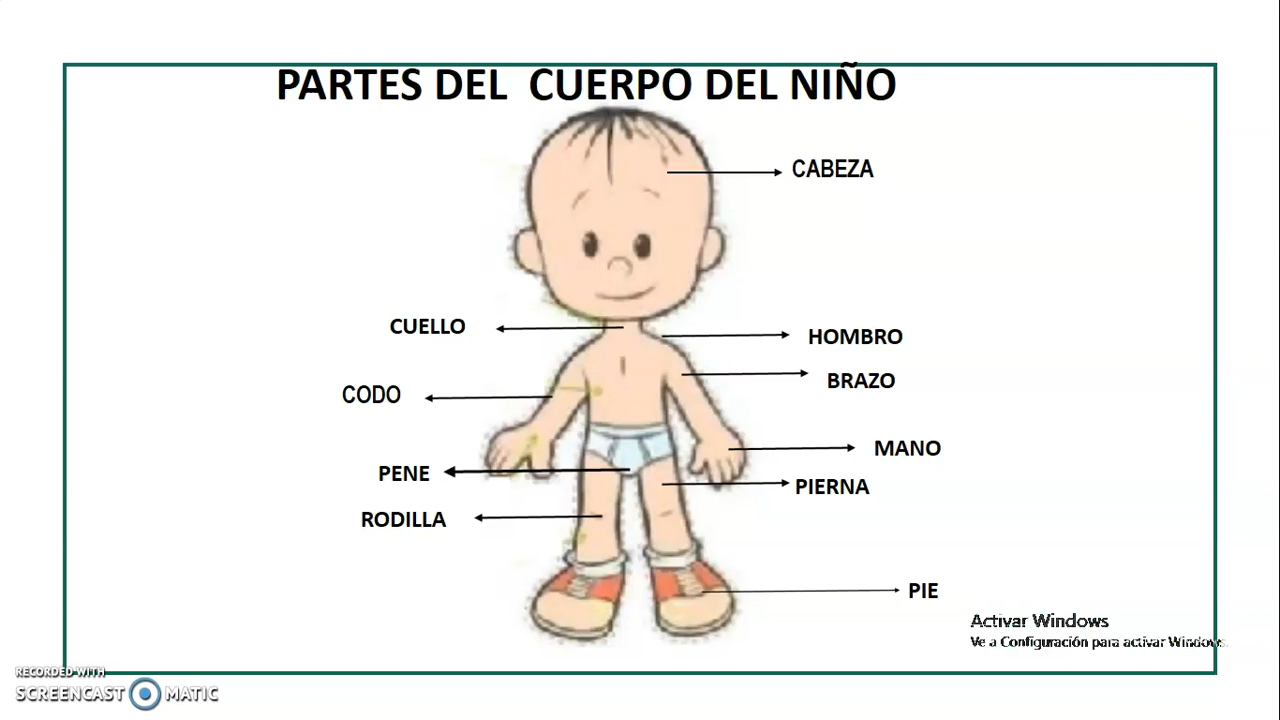 PARTES DEL CUERPO DEL NIÑO
CABEZA
CUELLO
HOMBRO
BRAZO
CODO
MANO
PENE
PIERNA
RODILLA
PIE
Activar Windows
Ve a Configuración para activar Windows.
RECORDED WITH
SCREENCAST MATIC